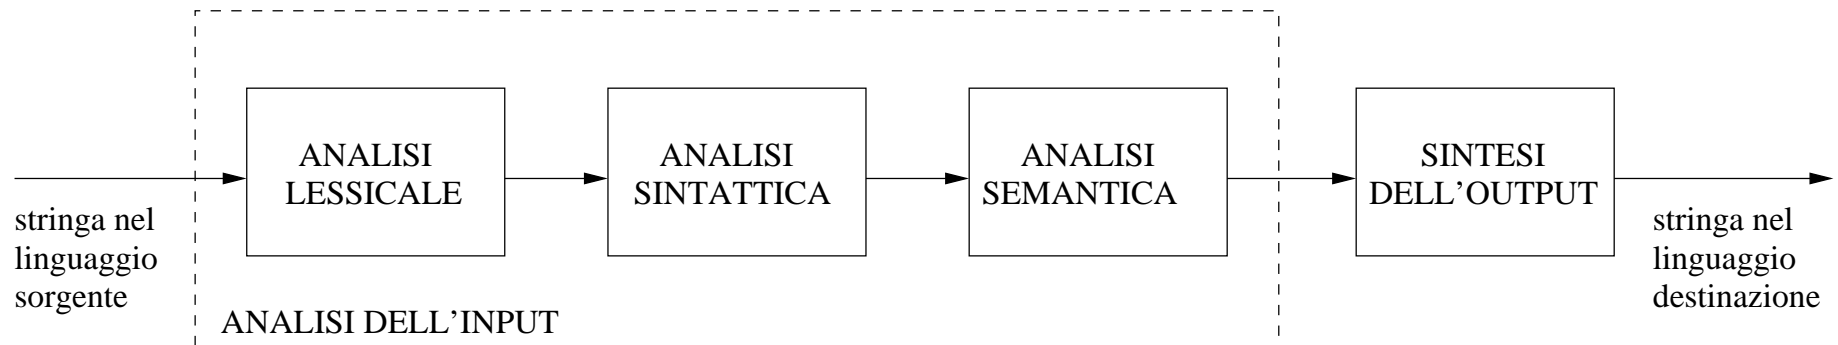 ANALISI
LESSICALE
ANALISI
SINTATTICA
ANALISI
SEMANTICA
SINTESI
DELL’OUTPUT
stringa nel
linguaggio
sorgente
stringa nel
linguaggio
destinazione
ANALISI DELL’INPUT